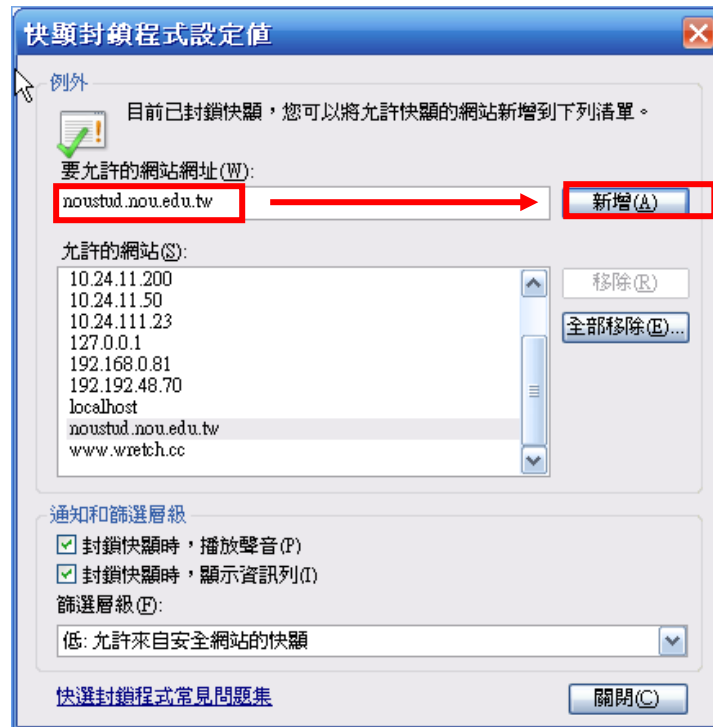 快顯封鎖程式設定值
例外
目前已封鎖快顯，您可以將允許快顯的網站新增到下列清單。
要允許的網站網址(W):
noustud.nou.edu.tw
新增(A)
允許的網站(S):
10.24.11.200
10.24.11.50
10.24.111.23
127.0.0.1
192.168.0.81
192.192.48.70
localhost
noustud.nou.edu.tw
www.wretch.cc
移除(R)
全部移除(E)...
通知和篩選層級
封鎖快顯時，播放聲音(P)
封鎖快顯時，顯示資訊列(I)
篩選層級(F):
低: 允許來自安全網站的快顯
快選封鎖程式常見問題集
關閉(C)